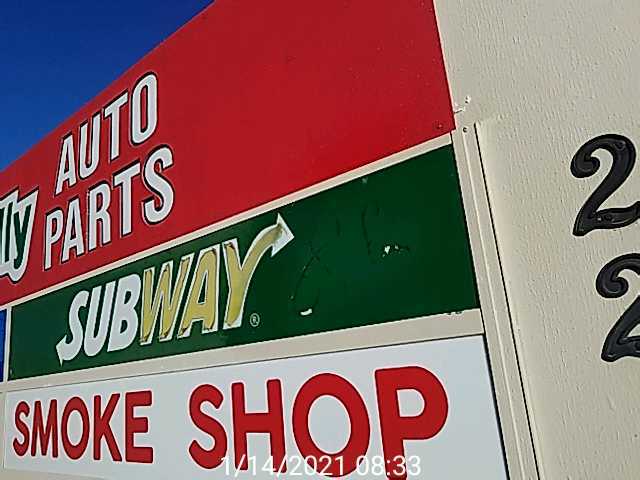 AUTO
PARTS
SUBWAY®
SMOKE SHOP
2
2
1/14/2021 08:33